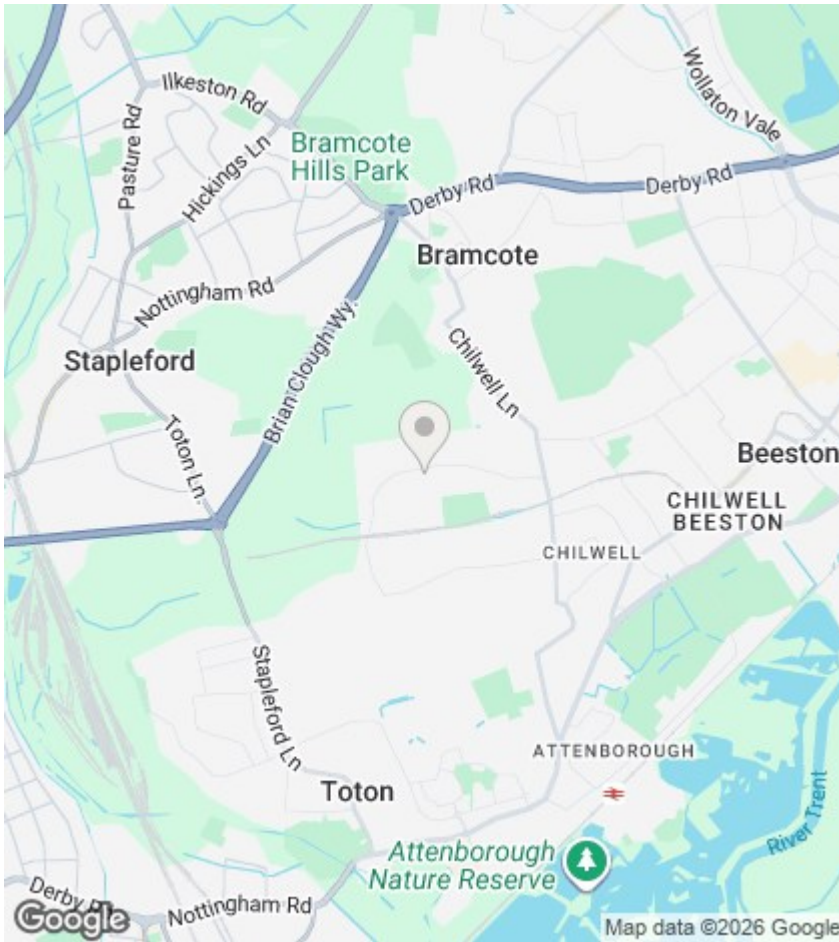 Ilkeston Rd
Wollaton Vale
Pasture Rd
Hickings Ln
Bramcote
Hills Park
Derby Rd
Derby Rd
Bramcote
Nottingham Rd
Stapleford
Brian Clough Wy.
Chilwell Ln
Toton Ln.
Beeston
CHILWELL
BEESTON
CHILWELL
Stapleford Ln
ATTENBOROUGH
Toton
River Trent
Attenborough
Nature Reserve
Derby Rd
Nottingham Rd
Google
Map data ©2026 Google